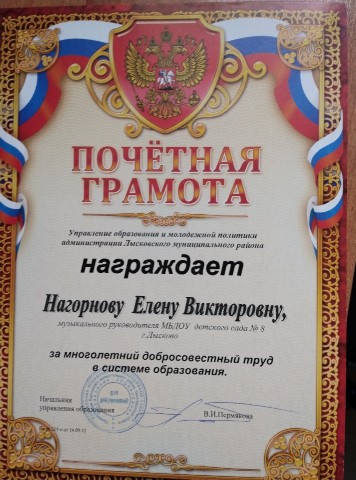 ПОЧЁТНАЯ
ГРАМОТА
Управление образования и молодежной политики
администрации Лысковского муниципального района
награждает
Нагорнову Елену Викторовну,
музыкального руководителя МБДОУ детского сада № 8
г.Лысково
за многолетний добросовестный труд
в системе образования.
Начальник
управления образования
В.И.Пермякова